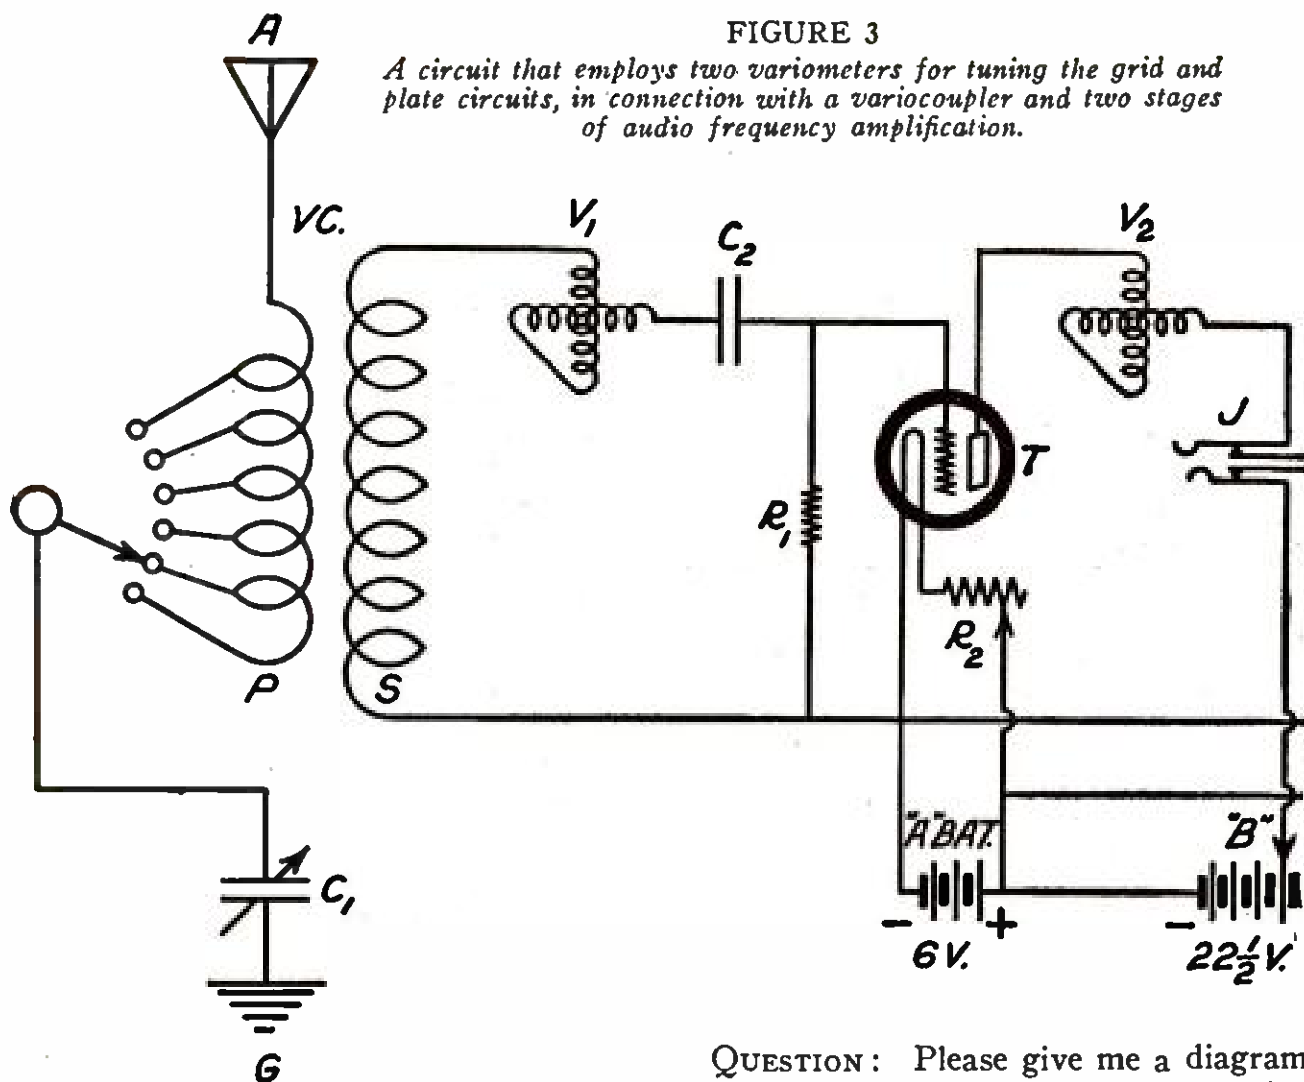 FIGURE 3
A circuit that employs two variometers for tuning the grid and
plate circuits, in connection with a variocoupler and two stages
of audio frequency amplification.
A
VC.
V₁
C₂
V₂
J
T
R₁
R₂
P
S
"A" BAT.
"B"
C₁
- +
6 V.
-
22½ V.
G
QUESTION: Please give me a diagram